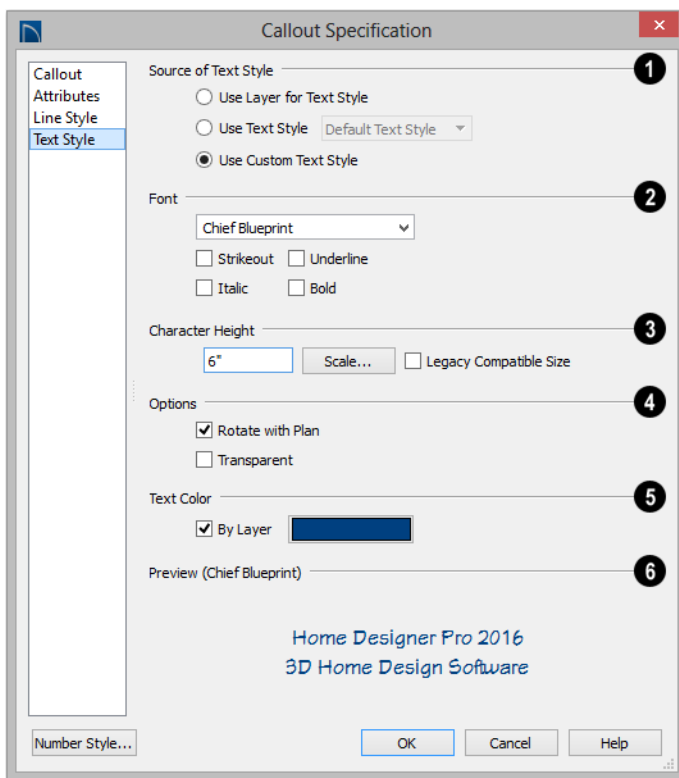 Callout Specification
Callout
Attributes
Line Style
Text Style
Source of Text Style 1
Use Layer for Text Style
Use Text Style Default Text Style
Use Custom Text Style
Font 2
Chief Blueprint
Strikeout Underline
Italic Bold
Character Height 3
6" Scale... Legacy Compatible Size
Options 4
Rotate with Plan
Transparent
Text Color 5
By Layer
Preview (Chief Blueprint) 6
Home Designer Pro 2016
3D Home Design Software
Number Style... OK Cancel Help